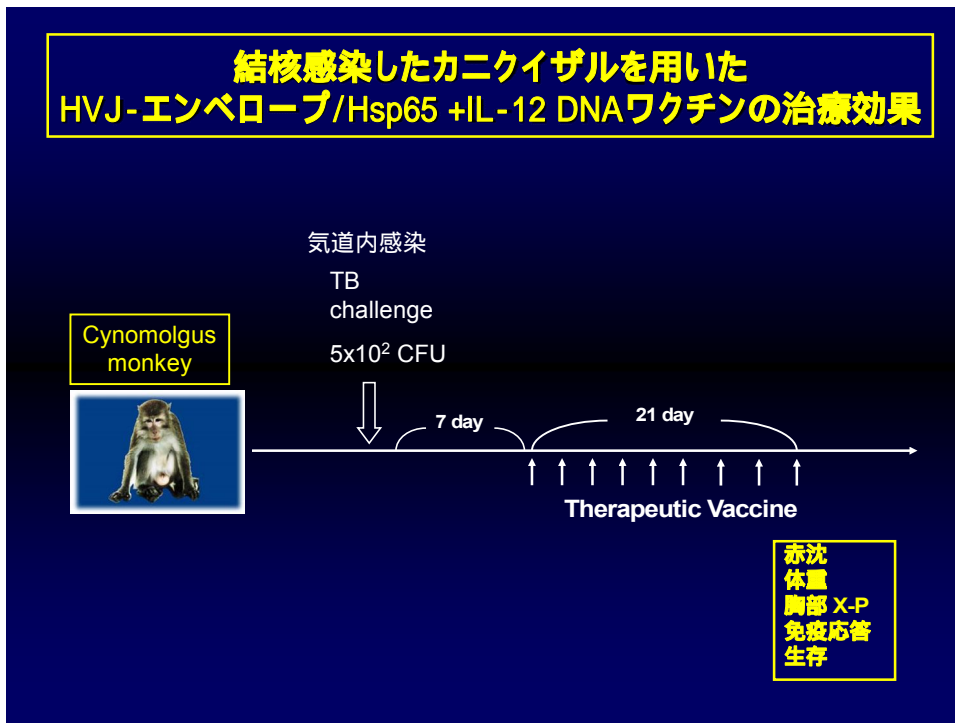 結核感染したカニクイザルを用いた
HVJ-エンベロープ/Hsp65 +IL-12 DNAワクチンの治療効果
気道内感染
TB
challenge
5x10² CFU
Cynomolgus
monkey
7 day
21 day
Therapeutic Vaccine
赤沈
体重
胸部 X-P
免疫応答
生存